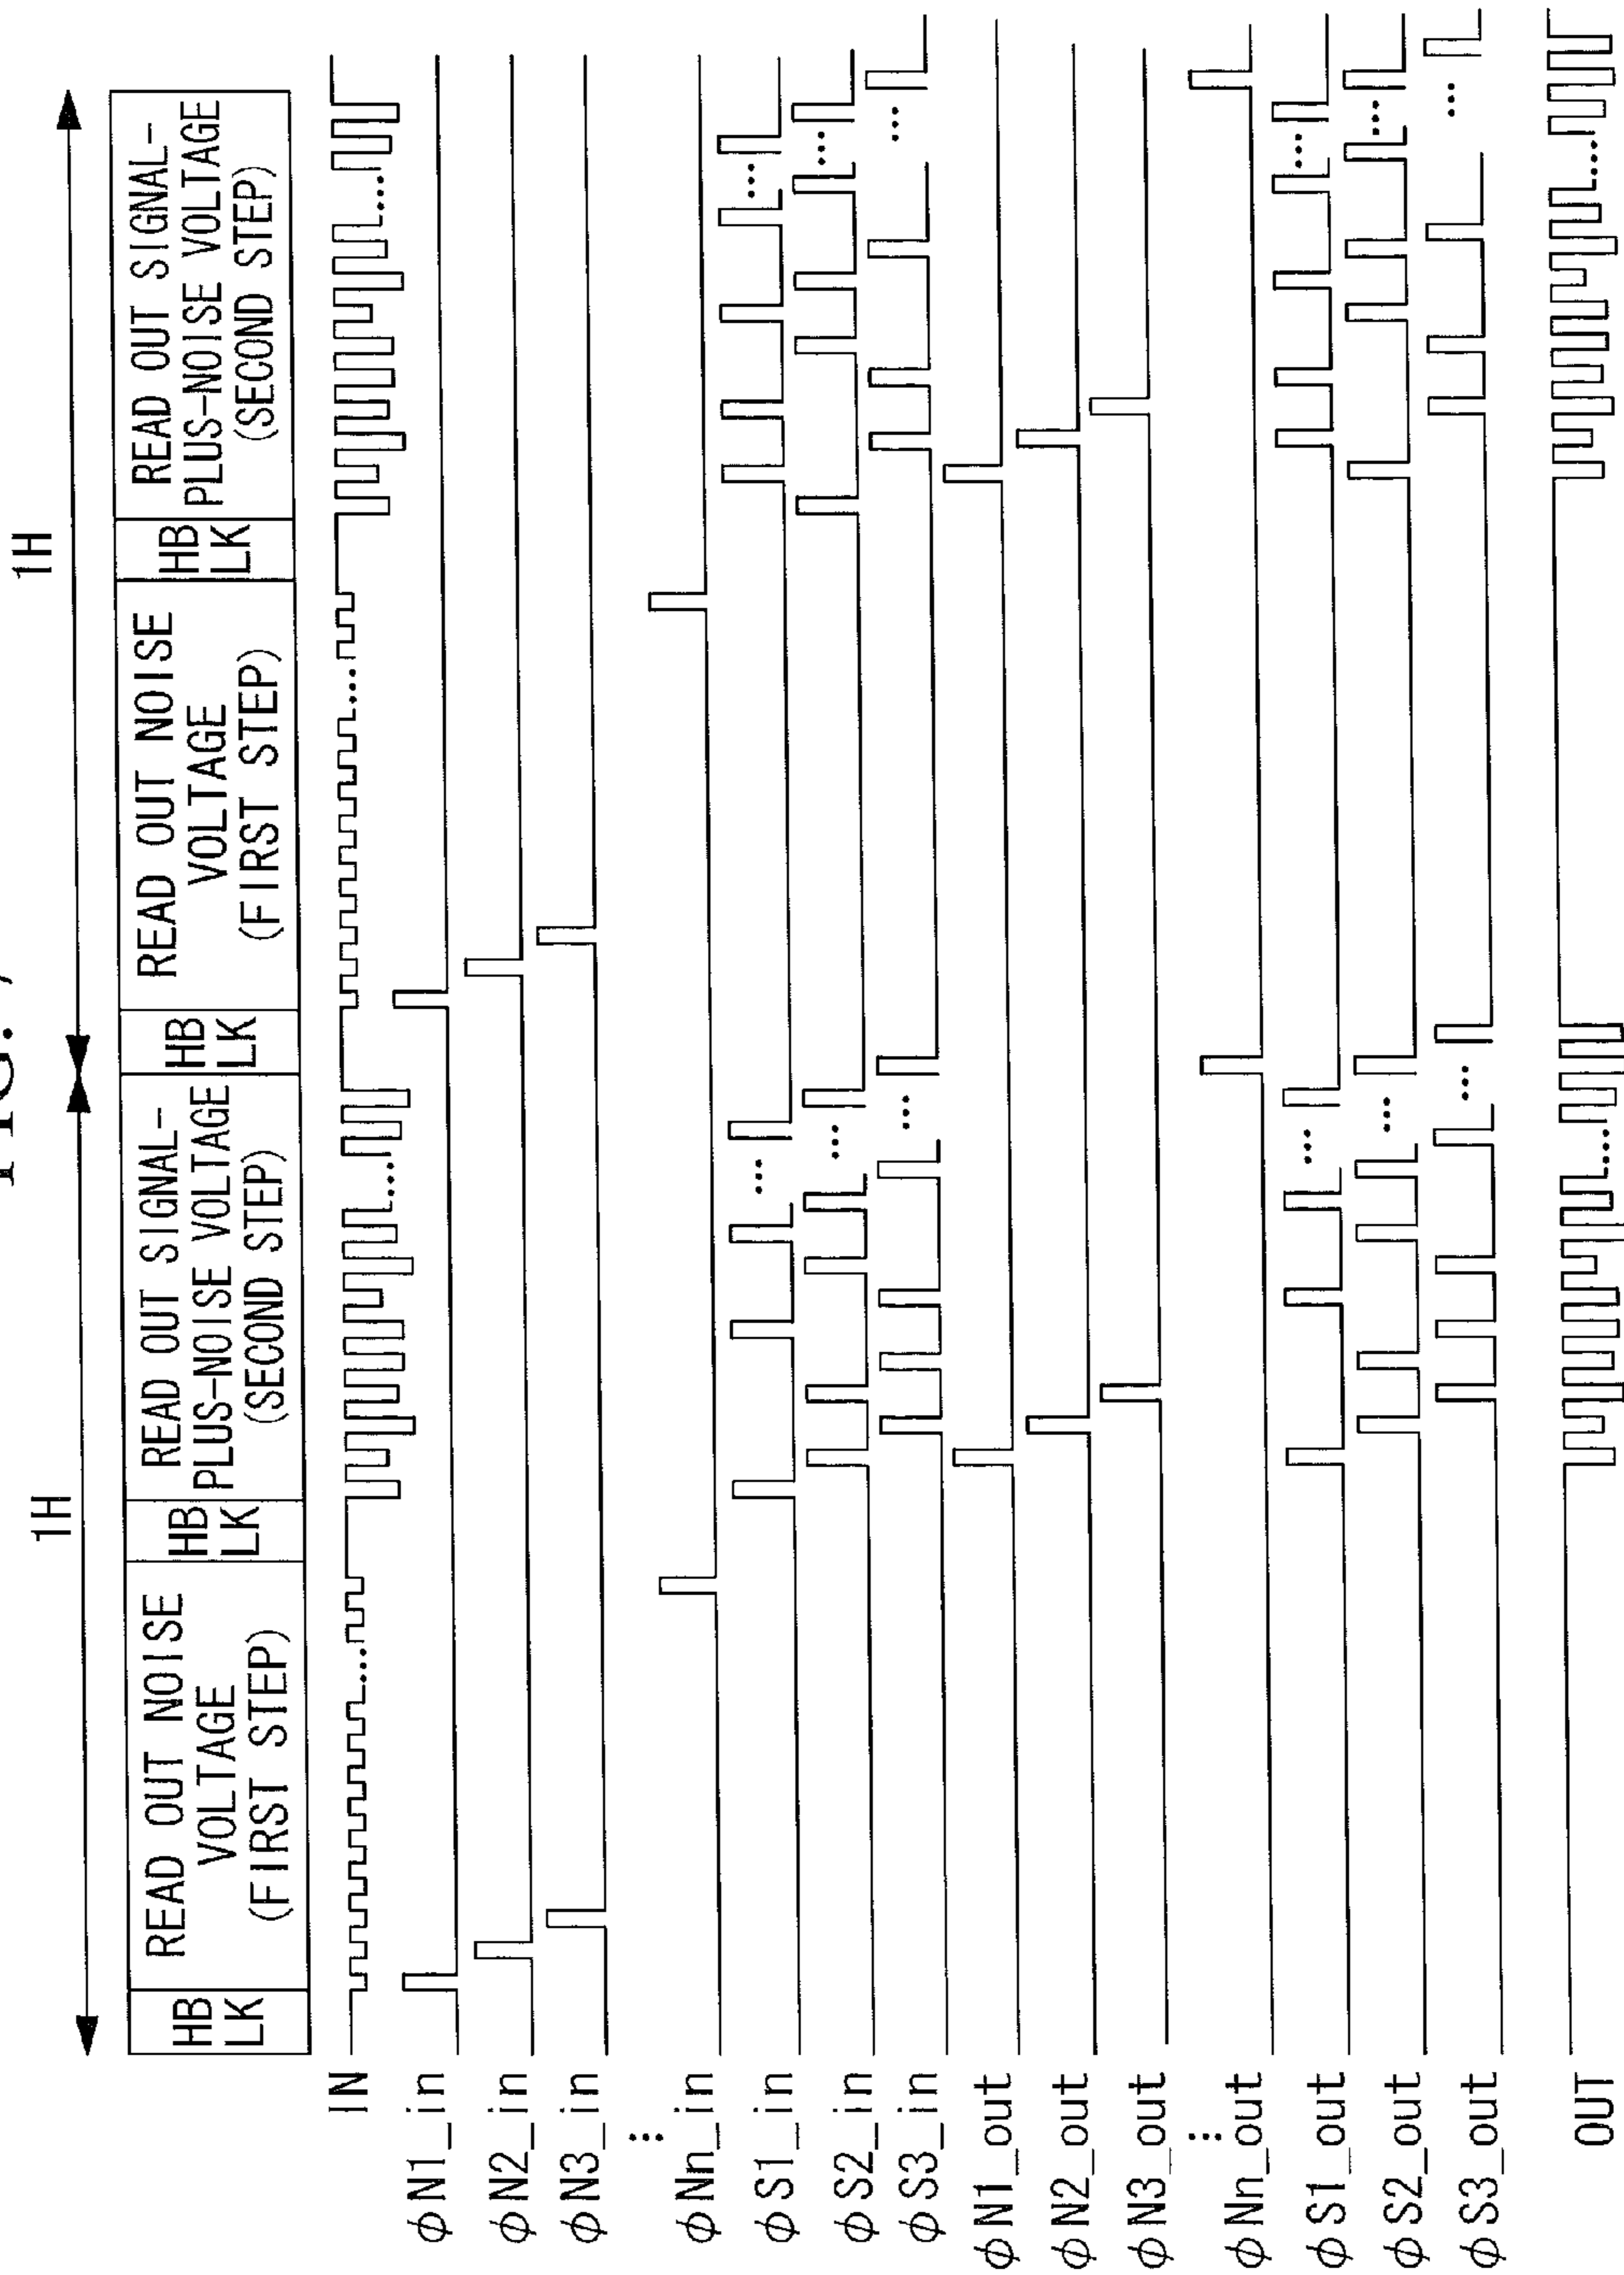 1H
1H
HB
LK
READ OUT NOISE
VOLTAGE
(FIRST STEP)
HB
LK
READ OUT SIGNAL-
PLUS-NOISE VOLTAGE
(SECOND STEP)
HB
LK
READ OUT NOISE
VOLTAGE
(FIRST STEP)
HB
LK
READ OUT SIGNAL-
PLUS-NOISE VOLTAGE
(SECOND STEP)
IN
φN1_in
φN2_in
φN3_in
φNn_in
φS1_in
φS2_in
φS3_in
φN1_out
φN2_out
φN3_out
φNn_out
φS1_out
φS2_out
φS3_out
OUT